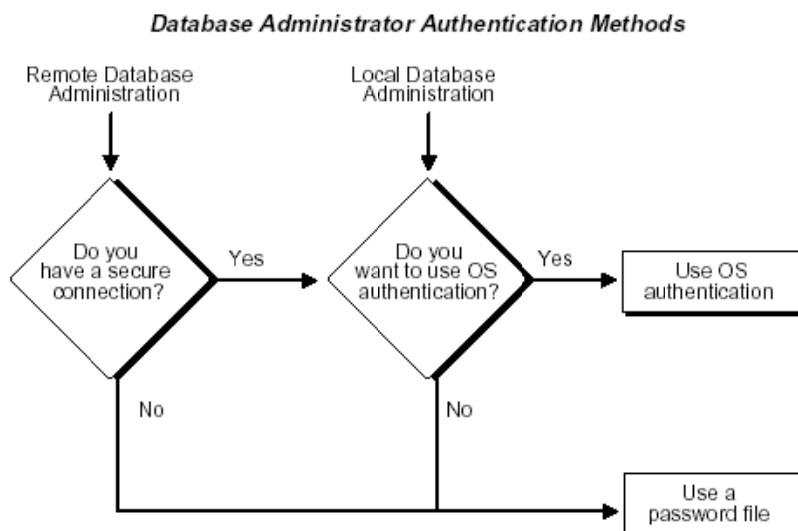 Database Administrator Authentication Methods
Remote Database
Administration
Local Database
Administration
Do you
have a secure
connection?
Yes
Do you
want to use OS
authentication?
Yes
Use OS
authentication
No
No
Use a
password file